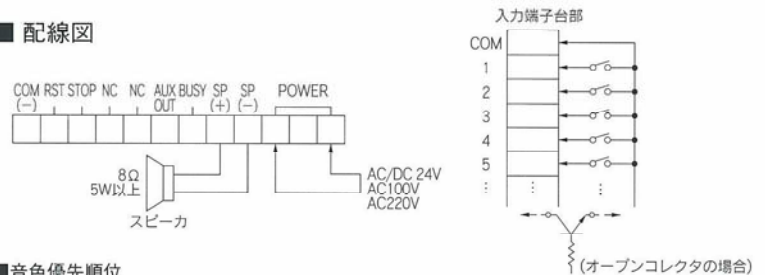 ■ 配線図
COM RST STOP NC NC AUX BUSY SP SP POWER
(−) OUT (+) (−)
8Ω
5W以上
スピーカ
AC/DC 24V
AC100V
AC220V
入力端子台部
COM
1
2
3
4
5
(オープンコレクタの場合)
■音色優先順位